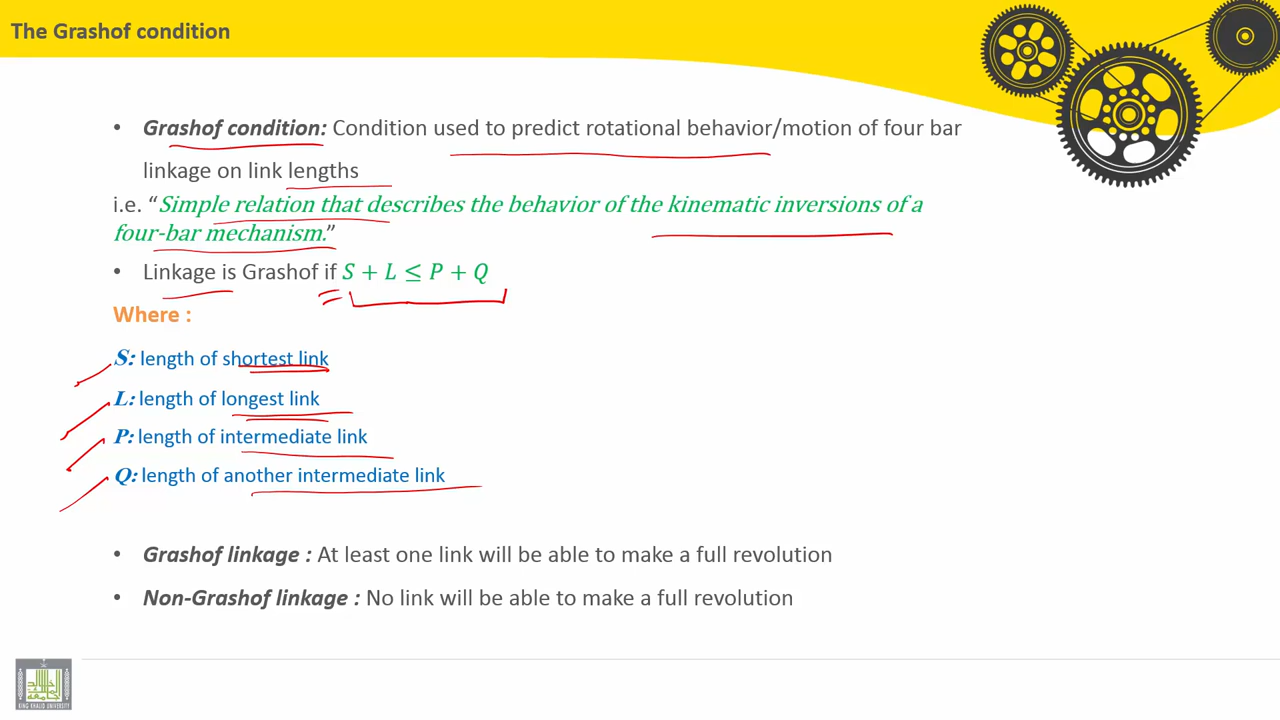 The Grashof condition
• Grashof condition: Condition used to predict rotational behavior/motion of four bar
linkage on link lengths
i.e. “Simple relation that describes the behavior of the kinematic inversions of a
four-bar mechanism.”
• Linkage is Grashof if S + L ≤ P + Q
Where :
S: length of shortest link
L: length of longest link
P: length of intermediate link
Q: length of another intermediate link
• Grashof linkage : At least one link will be able to make a full revolution
• Non-Grashof linkage : No link will be able to make a full revolution
KING KHALID UNIVERSITY